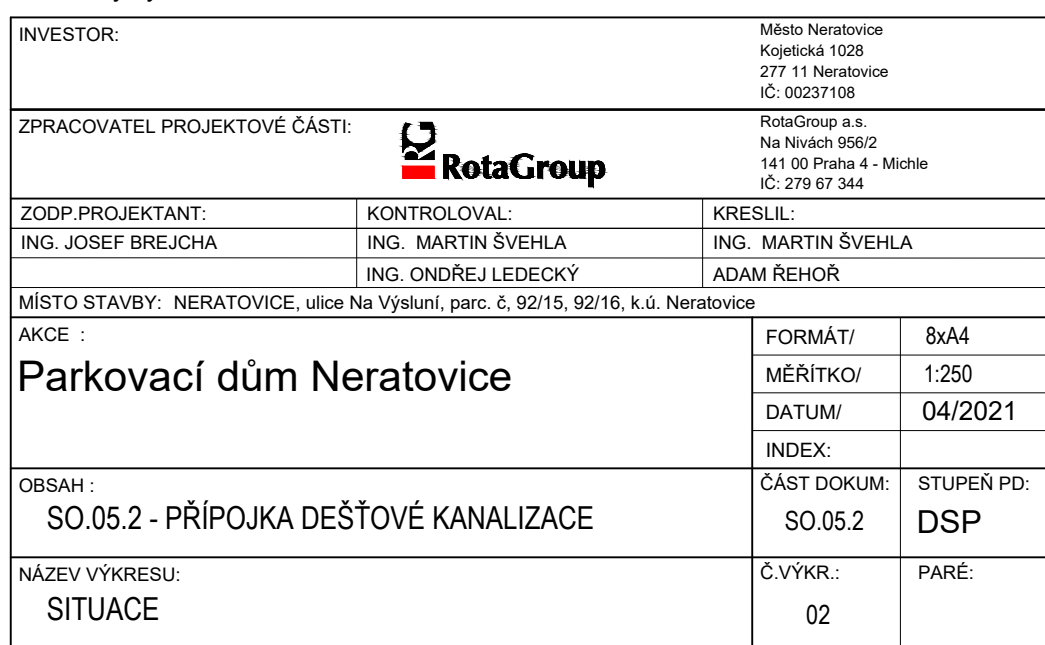 INVESTOR:
Město Neratovice
Kojetická 1028
277 11 Neratovice
IČ: 00237108
ZPRACOVATEL PROJEKTOVÉ ČÁSTI:
RG RotaGroup
RotaGroup a.s.
Na Nivách 956/2
141 00 Praha 4 - Michle
IČ: 279 67 344
ZODP.PROJEKTANT: KONTROLOVAL: KRESLIL:
ING. JOSEF BREJCHA ING. MARTIN ŠVEHLA ING. MARTIN ŠVEHLA
ING. ONDŘEJ LEDECKÝ ADAM ŘEHOŘ
MÍSTO STAVBY: NERATOVICE, ulice Na Výsluní, parc. č, 92/15, 92/16, k.ú. Neratovice
AKCE :
Parkovací dům Neratovice
FORMÁT/ 8xA4
MĚŘÍTKO/ 1:250
DATUM/ 04/2021
INDEX:
OBSAH :
SO.05.2 - PŘÍPOJKA DEŠŤOVÉ KANALIZACE
ČÁST DOKUM: STUPEŇ PD:
SO.05.2 DSP
NÁZEV VÝKRESU:
SITUACE
Č.VÝKR.: PARÉ:
02